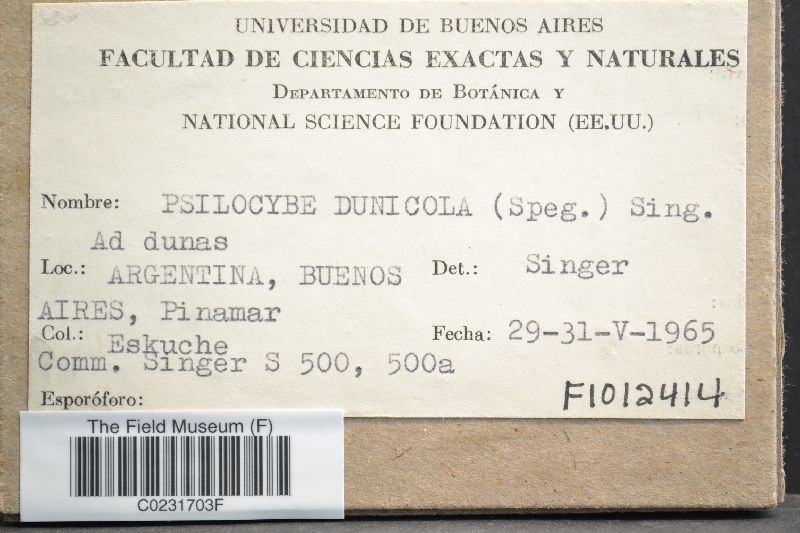 UNIVERSIDAD DE BUENOS AIRES
FACULTAD DE CIENCIAS EXACTAS Y NATURALES
DEPARTAMENTO DE BOTÁNICA Y
NATIONAL SCIENCE FOUNDATION (EE.UU.)
Nombre: PSILOCYBE DUNICOLA (Speg.) Sing.
Ad dunas
Loc.: ARGENTINA, BUENOS Det.: Singer
AIRES, Pinamar
Col.: Eskuche Fecha: 29-31-V-1965
Comm. Singer S 500, 500a
Esporóforo: F1012414
The Field Museum (F)
C0231703F